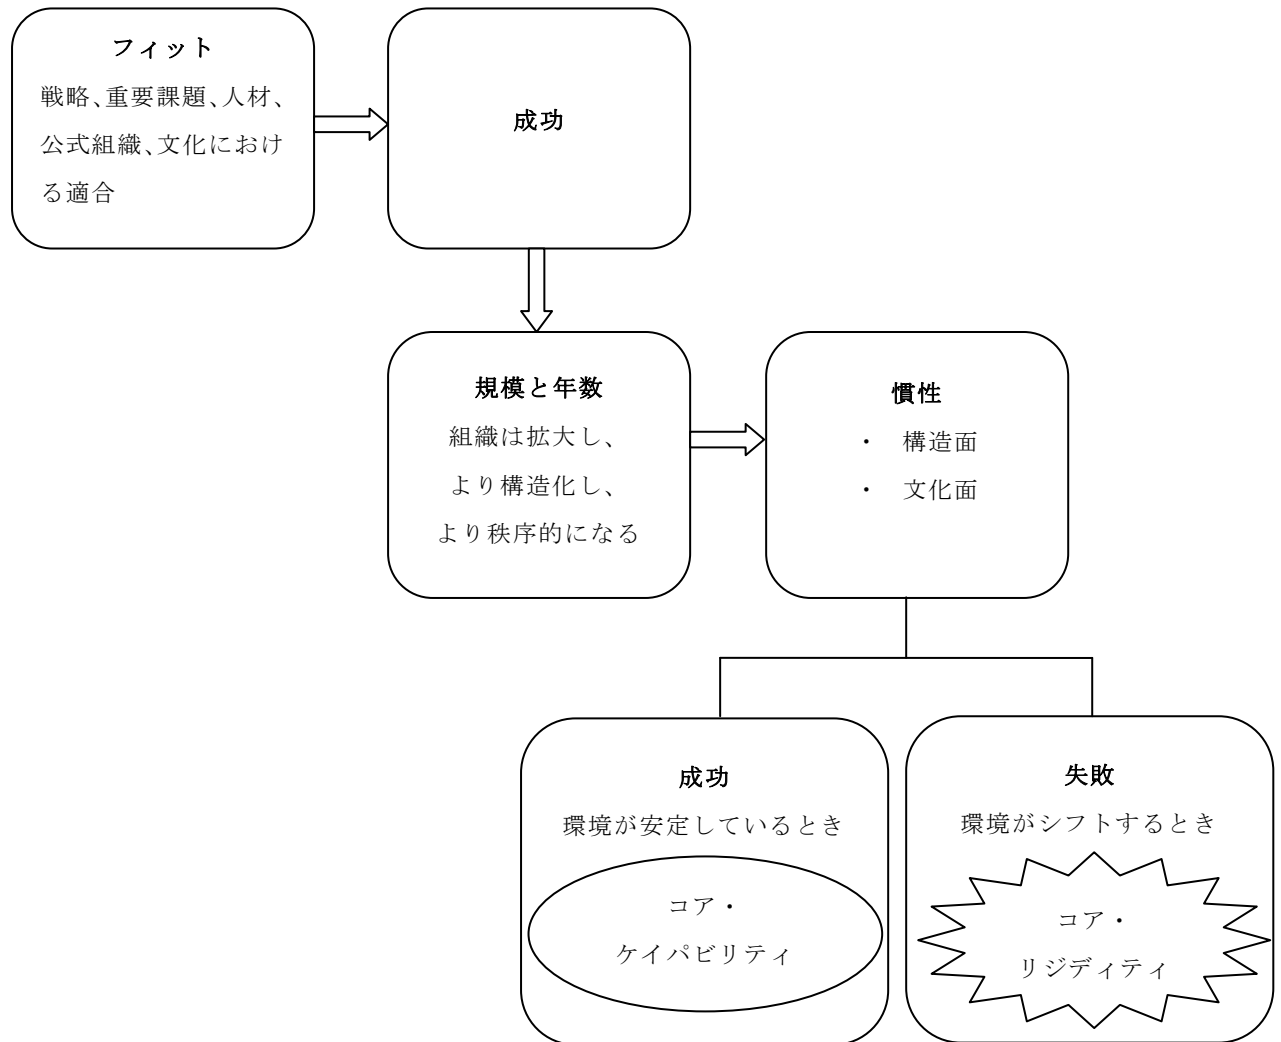 フィット
戦略、重要課題、人材、
公式組織、文化におけ
る適合
成功
規模と年数
組織は拡大し、
より構造化し、
より秩序的になる
慣性
・ 構造面
・ 文化面
成功
環境が安定しているとき
コア・
ケイパビリティ
失敗
環境がシフトするとき
コア・
リジディティ